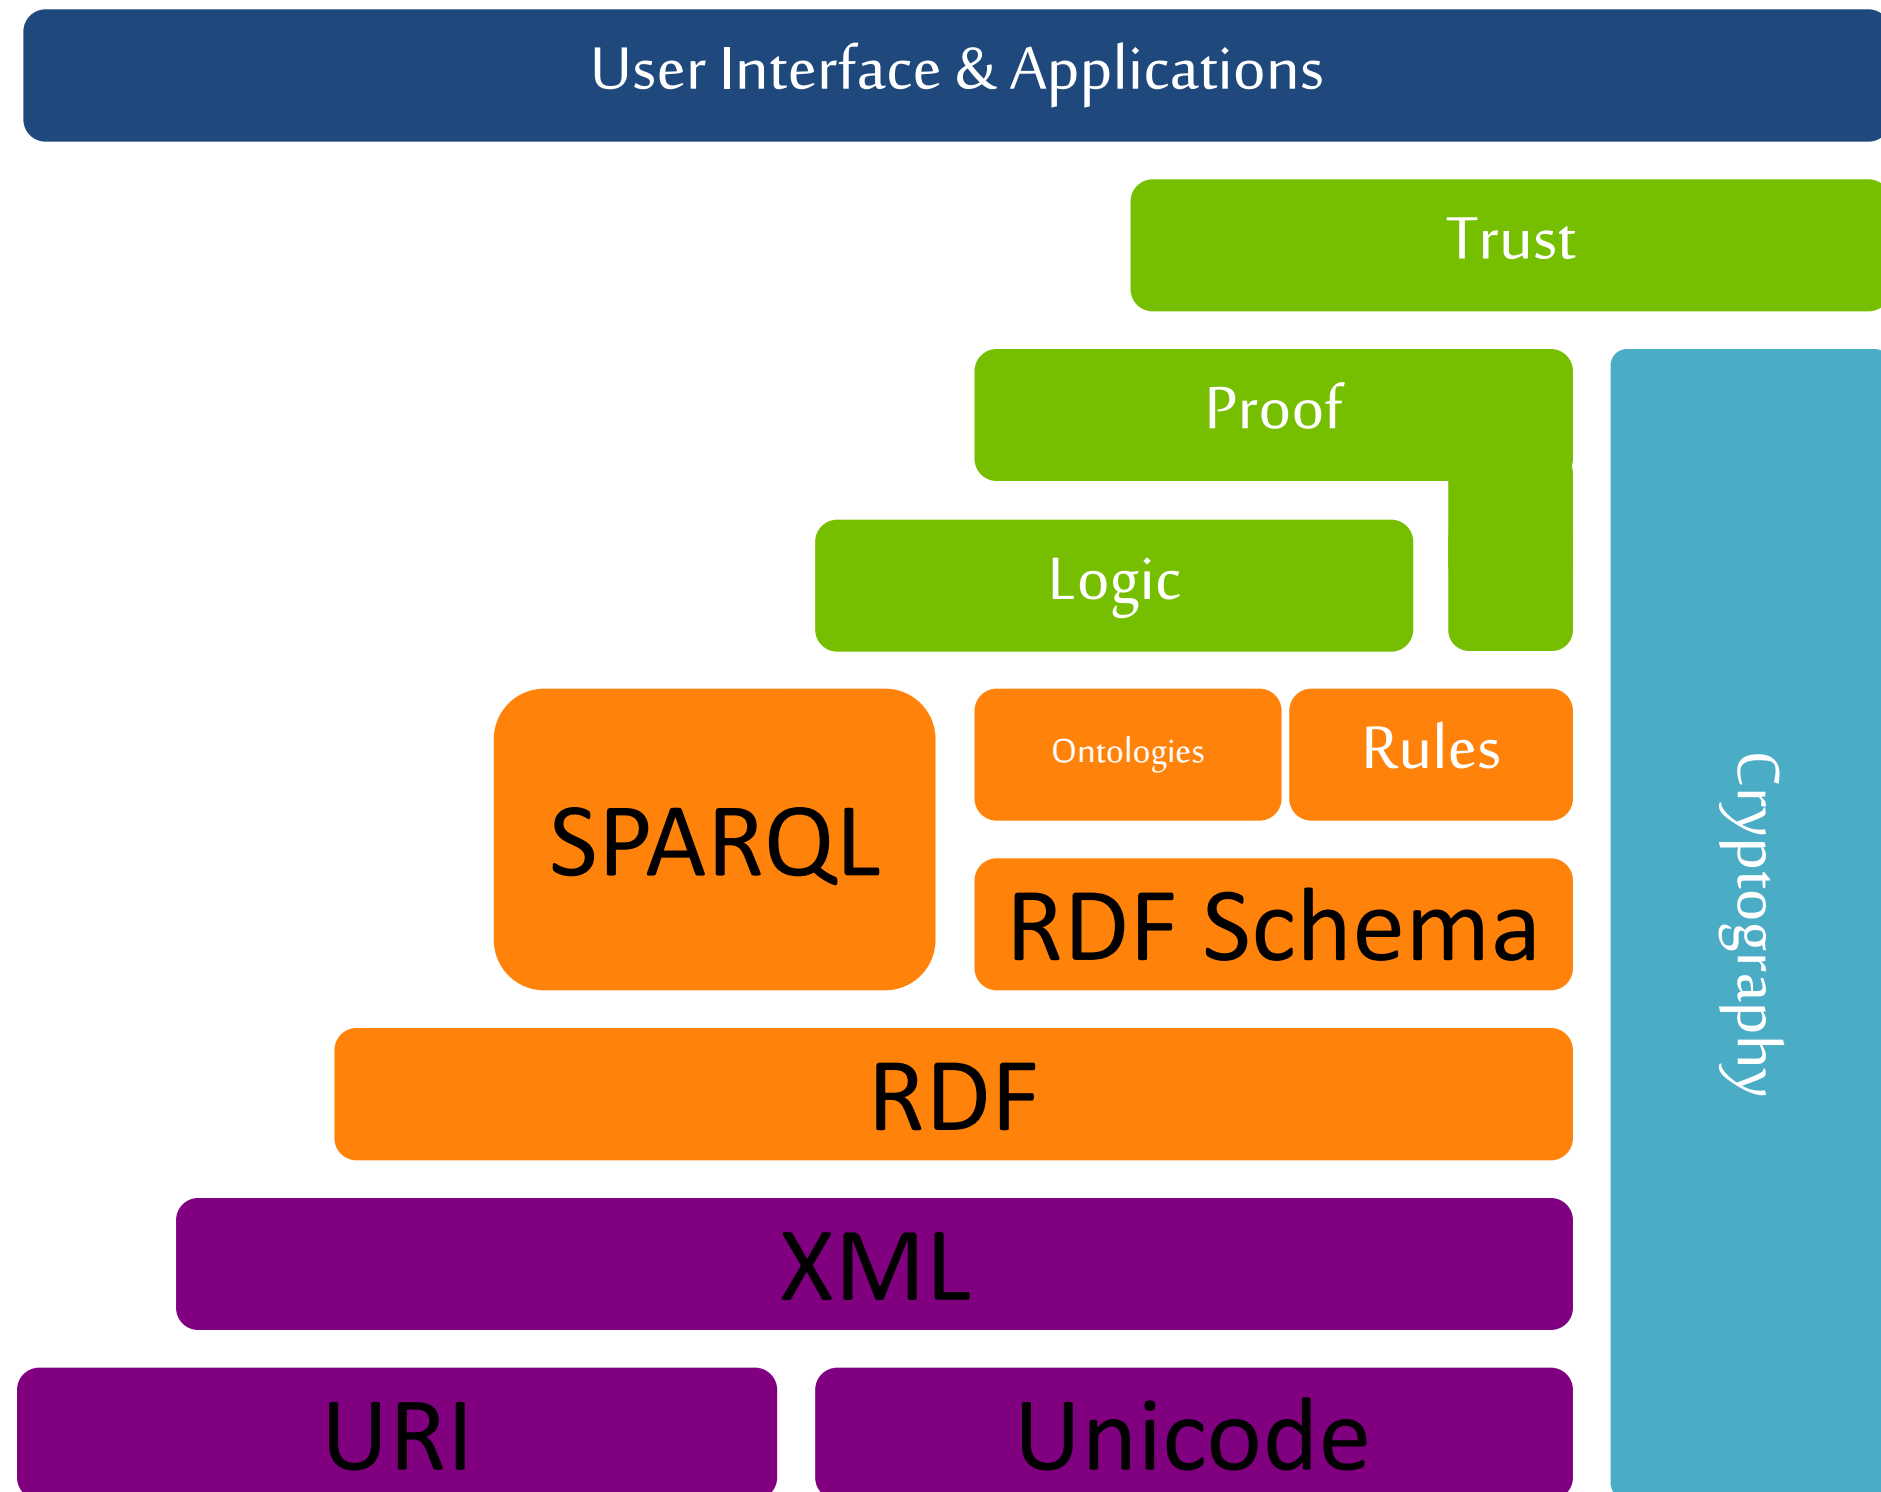 User Interface & Applications
Trust
Proof
Logic
SPARQL
Ontologies
Rules
RDF Schema
RDF
XML
URI
Unicode
Cryptography